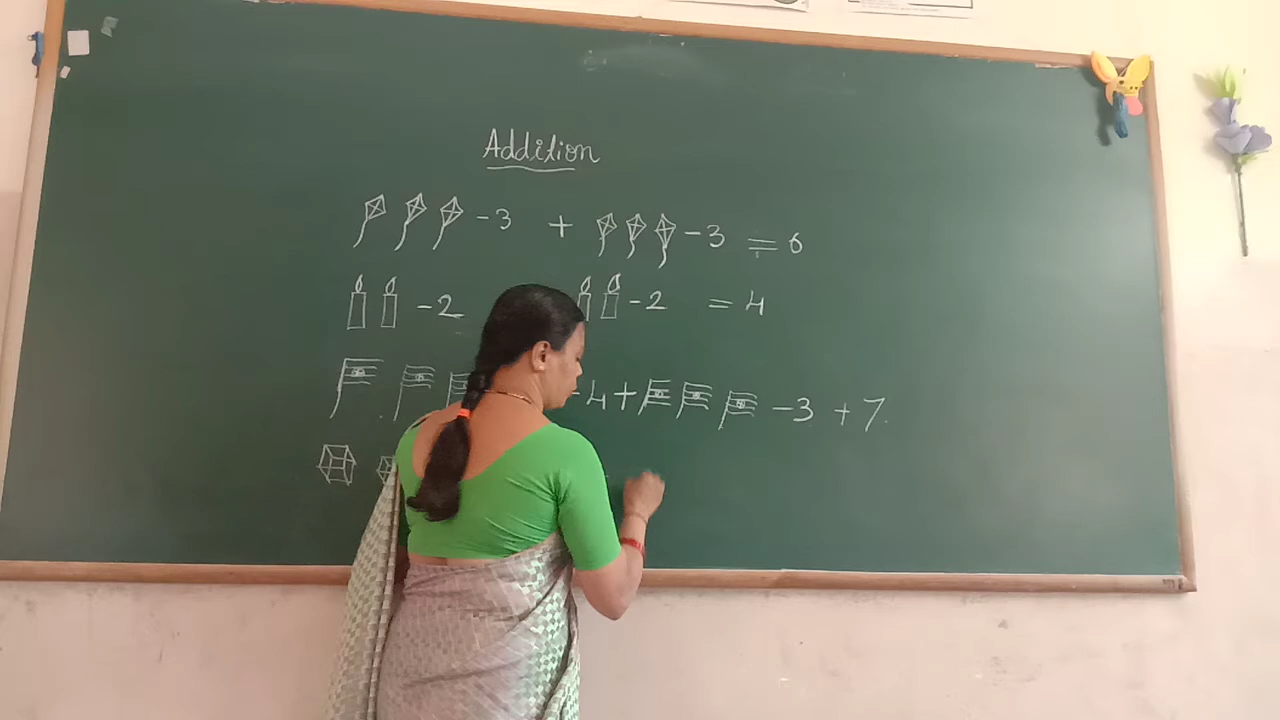 Addition
-3 + -3 = 6
-2 -2 = 4
-4 + -3 + 7